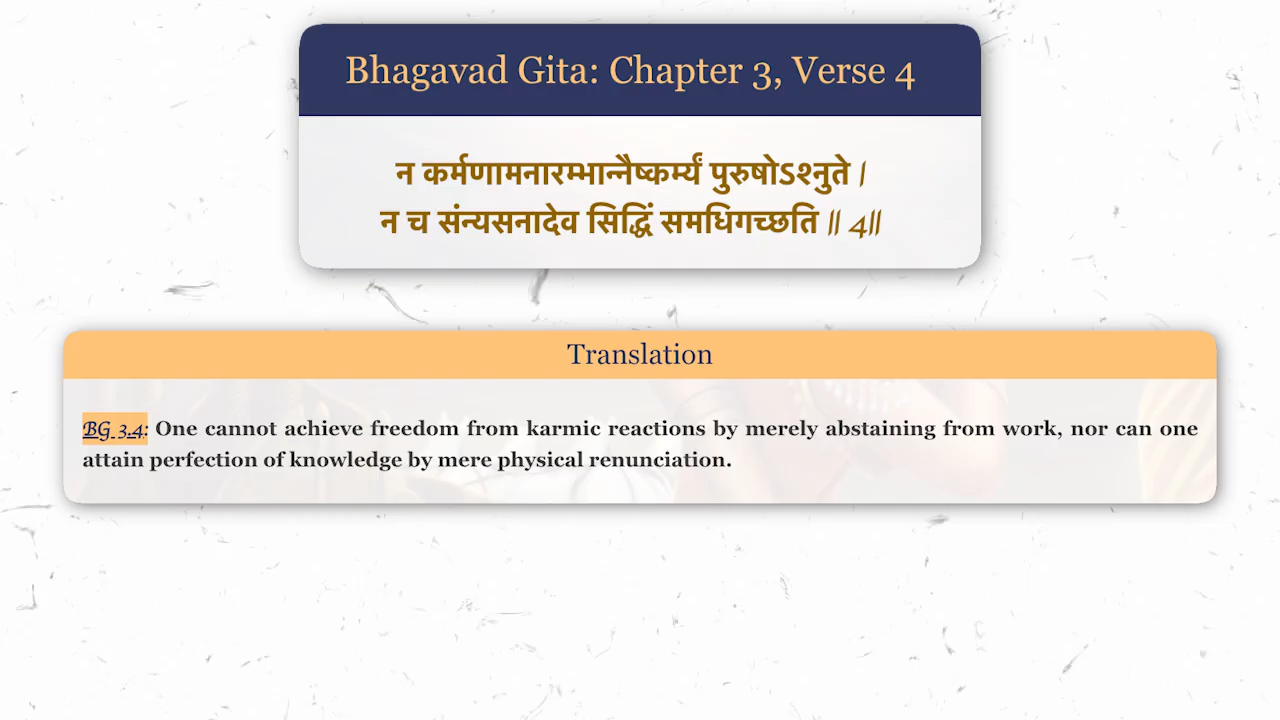 Bhagavad Gita: Chapter 3, Verse 4
न कर्मणामनारम्भान्नैष्कर्म्यं पुरुषोऽश्नुते |
न च संन्यसनादेव सिद्धिं समधिगच्छति || 4||
Translation
BG 3.4: One cannot achieve freedom from karmic reactions by merely abstaining from work, nor can one
attain perfection of knowledge by mere physical renunciation.